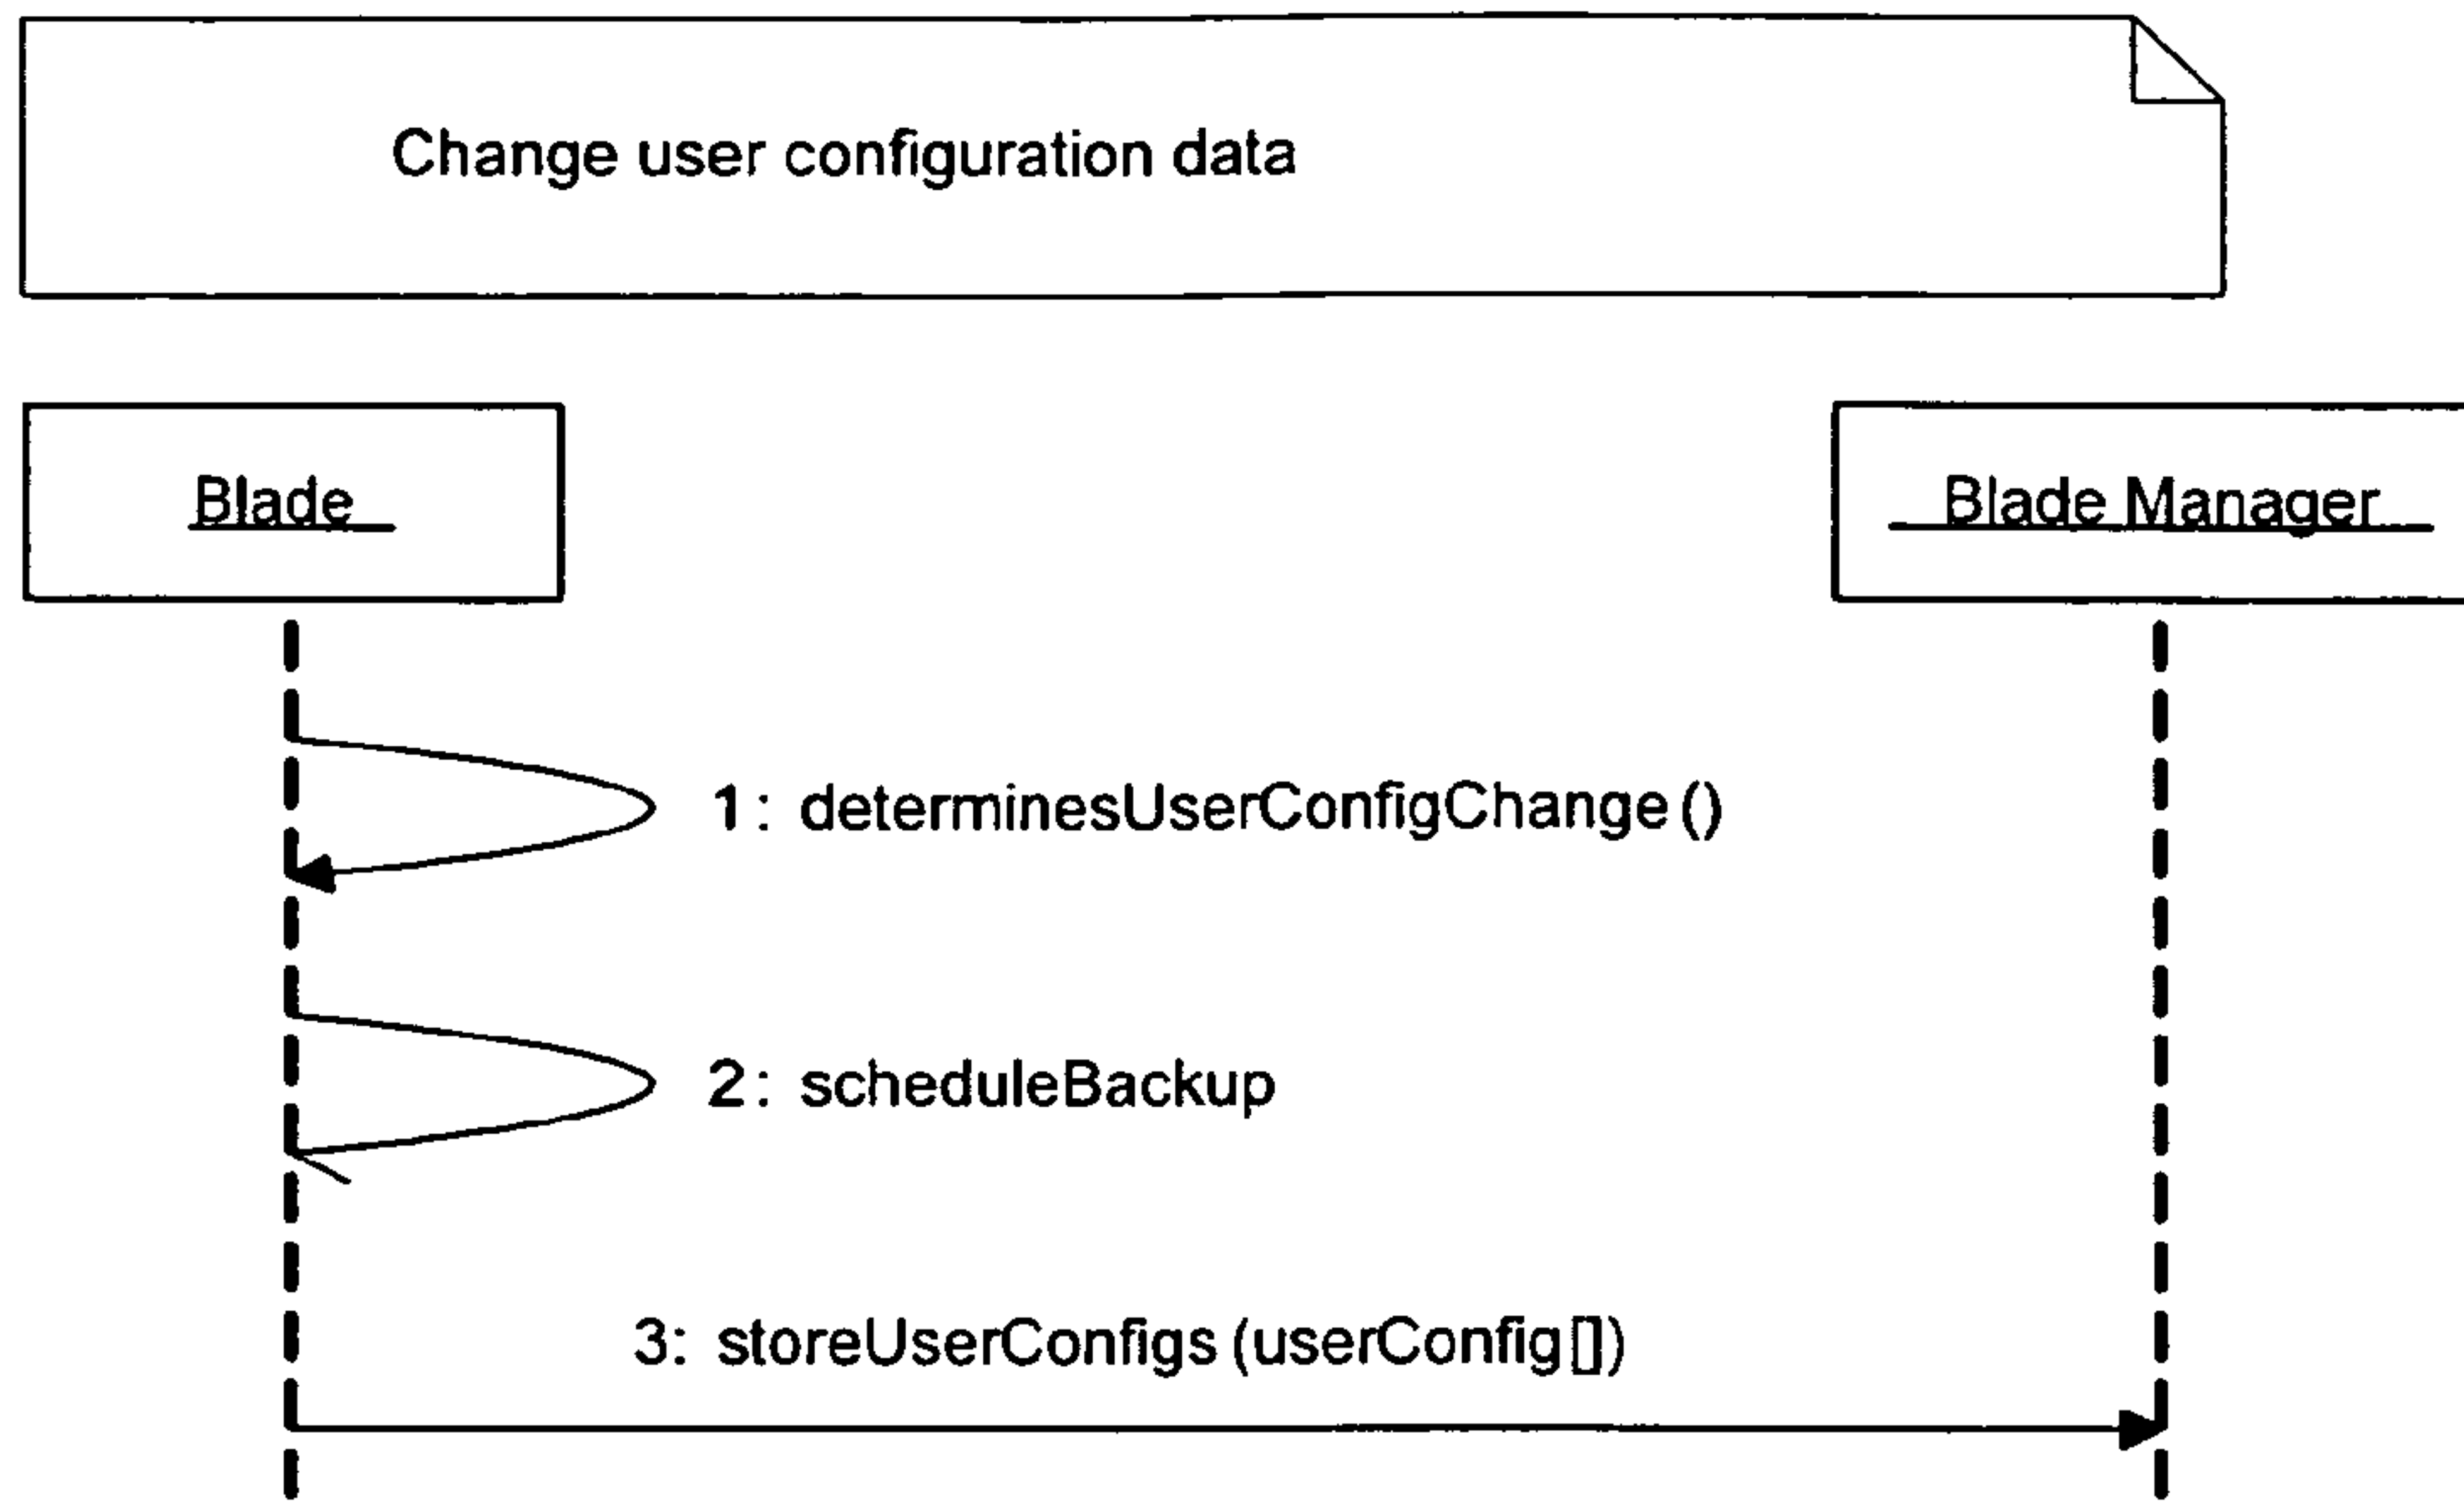 Change user configuration data
Blade
Blade Manager
1: determinesUserConfigChange()
2: scheduleBackup
3: storeUserConfigs(userConfig[])